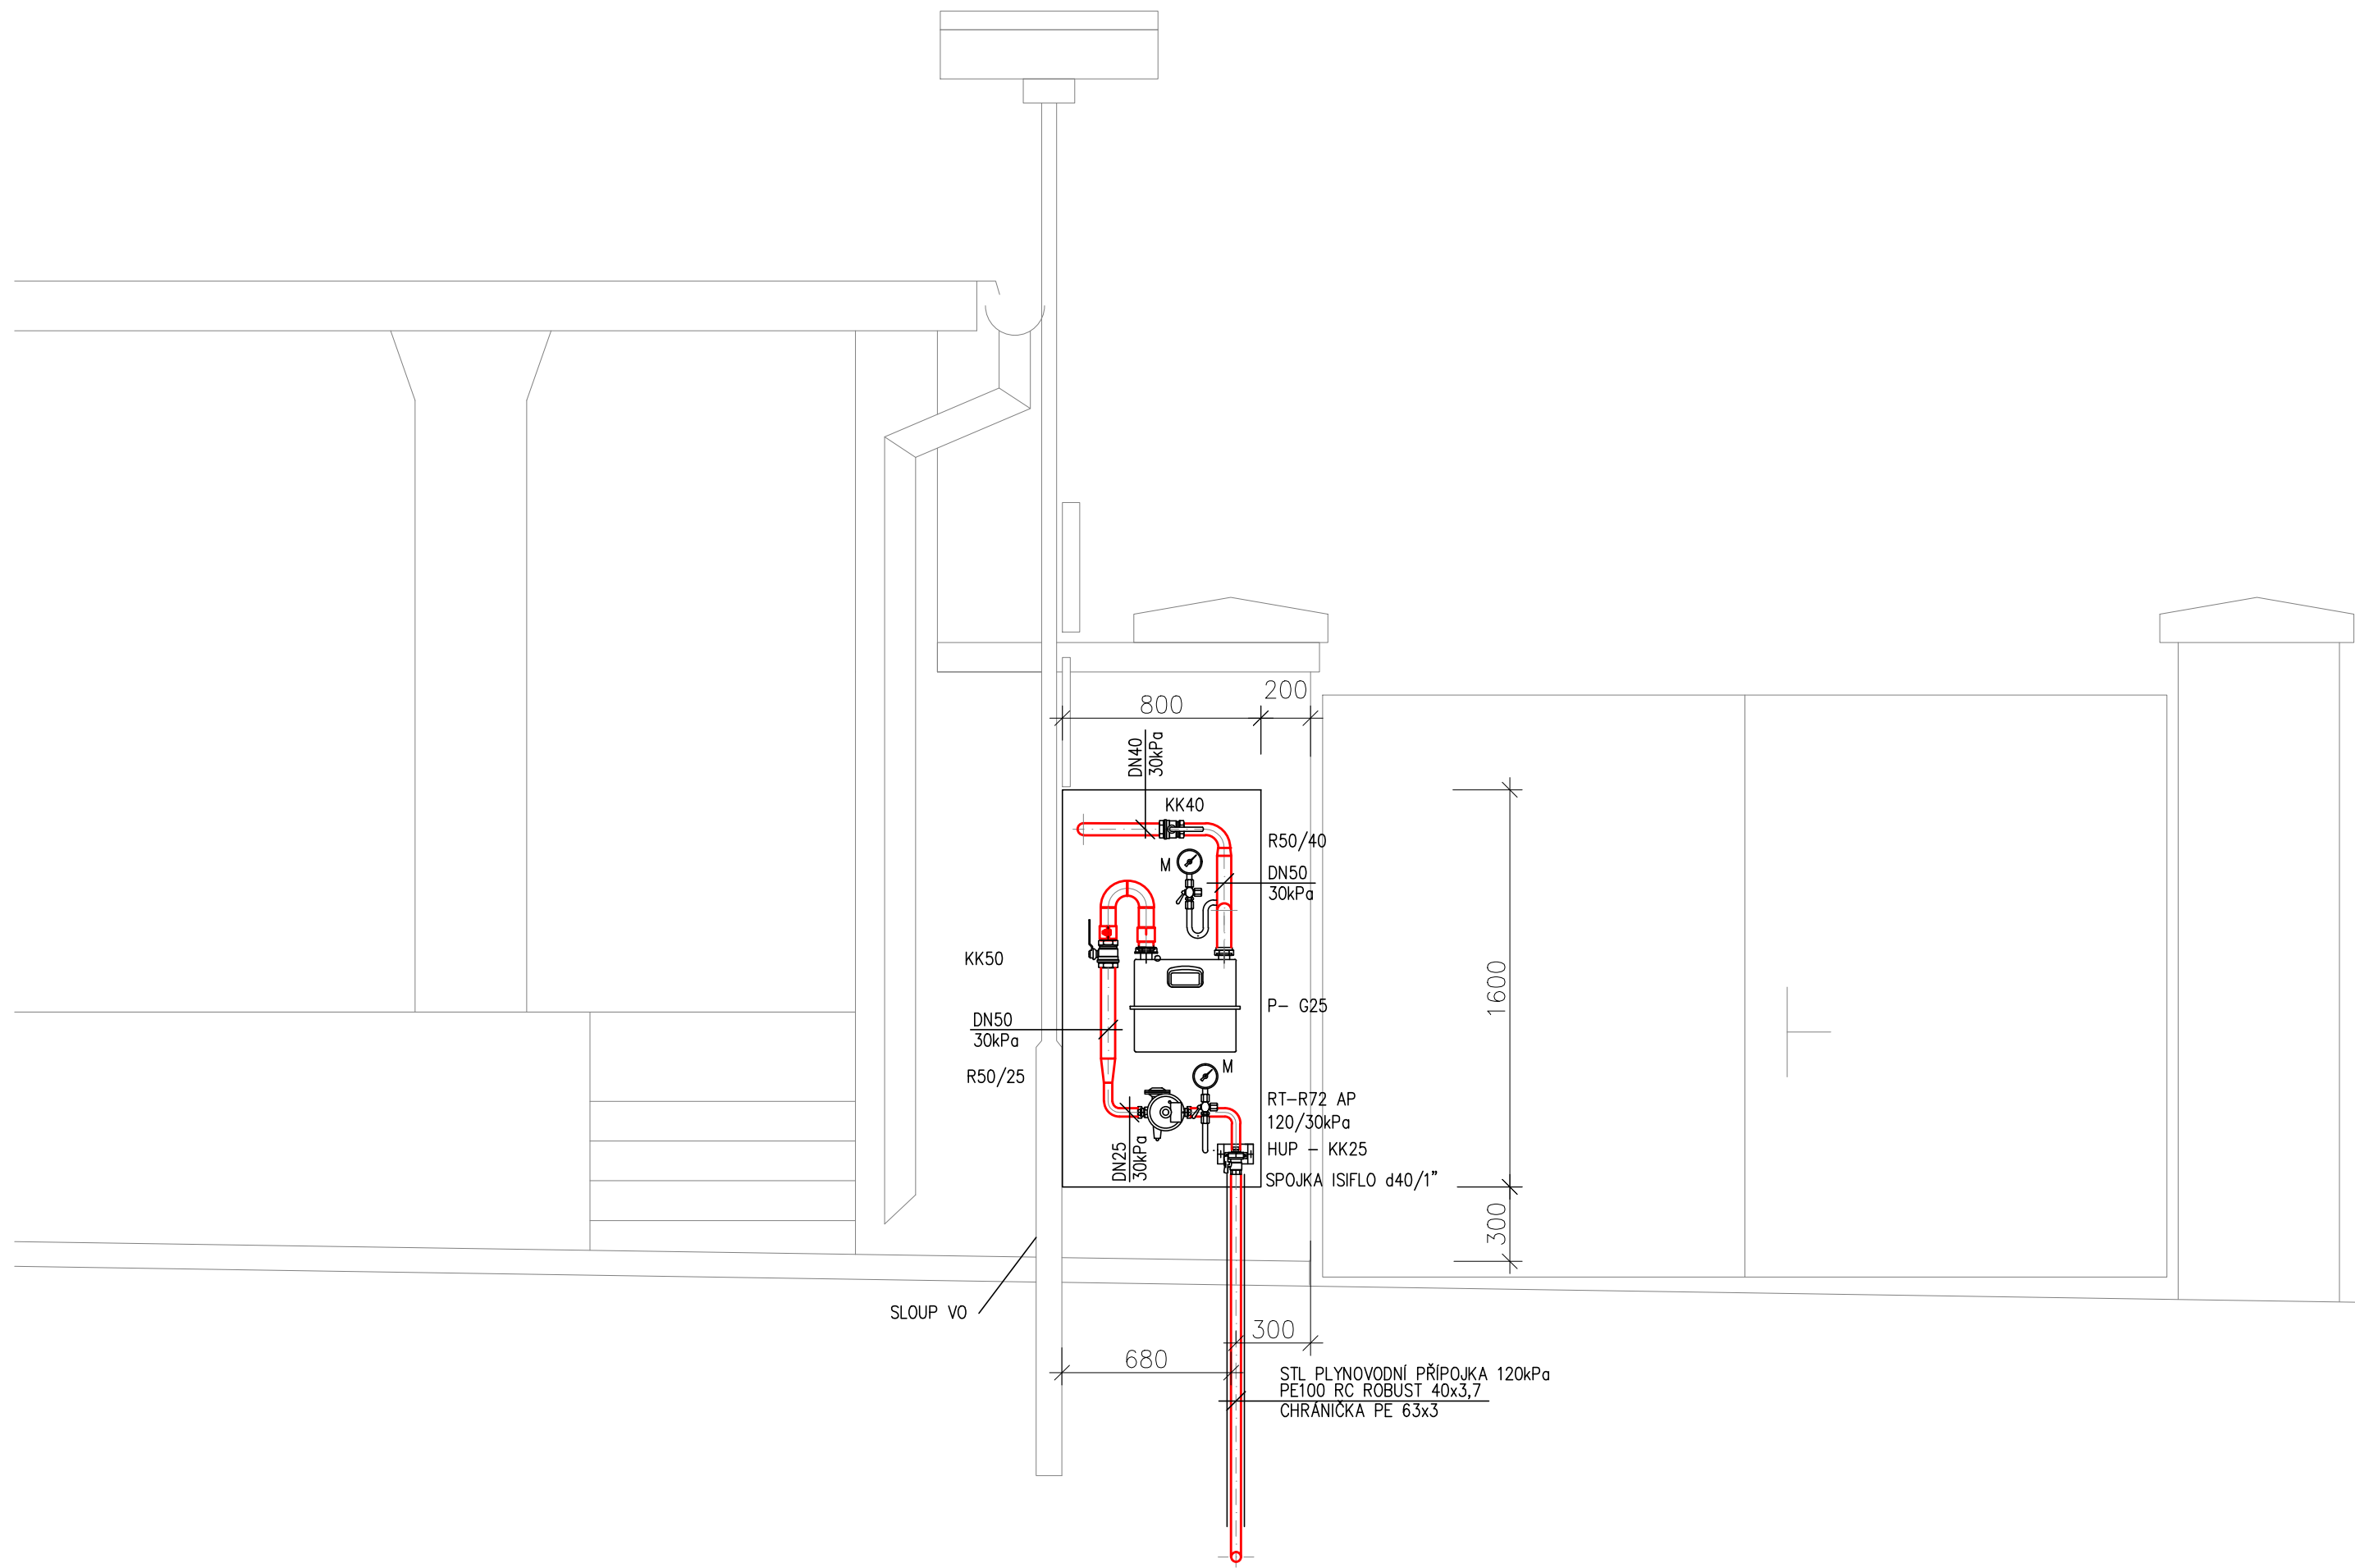 200
800
DN40
30kPa
KK40
R50/40
M
DN50
30kPa
KK50
1600
P- G25
DN50
30kPa
M
R50/25
RT-R72 AP
120/30kPa
DN25
30kPa
HUP - KK25
SPOJKA ISIFLO d40/1"
300
SLOUP VO
300
680
STL PLYNOVODNÍ PŘÍPOJKA 120kPa
PE100 RC ROBUST 40x3,7
CHRÁNIČKA PE 63x3